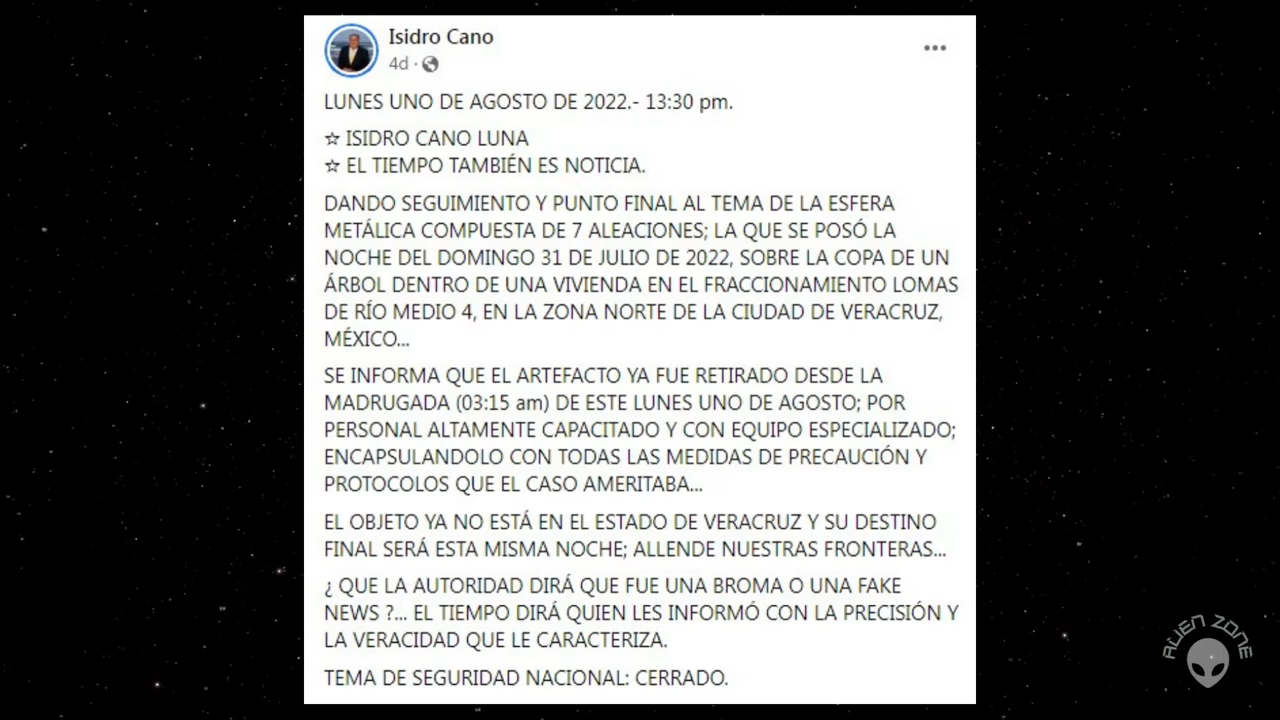 Isidro Cano
4d ·
LUNES UNO DE AGOSTO DE 2022.- 13:30 pm.
☆ ISIDRO CANO LUNA
☆ EL TIEMPO TAMBIÉN ES NOTICIA.
DANDO SEGUIMIENTO Y PUNTO FINAL AL TEMA DE LA ESFERA
METÁLICA COMPUESTA DE 7 ALEACIONES; LA QUE SE POSÓ LA
NOCHE DEL DOMINGO 31 DE JULIO DE 2022, SOBRE LA COPA DE UN
ÁRBOL DENTRO DE UNA VIVIENDA EN EL FRACCIONAMIENTO LOMAS
DE RÍO MEDIO 4, EN LA ZONA NORTE DE LA CIUDAD DE VERACRUZ,
MÉXICO...
SE INFORMA QUE EL ARTEFACTO YA FUE RETIRADO DESDE LA
MADRUGADA (03:15 am) DE ESTE LUNES UNO DE AGOSTO; POR
PERSONAL ALTAMENTE CAPACITADO Y CON EQUIPO ESPECIALIZADO;
ENCAPSULANDOLO CON TODAS LAS MEDIDAS DE PRECAUCIÓN Y
PROTOCOLOS QUE EL CASO AMERITABA...
EL OBJETO YA NO ESTÁ EN EL ESTADO DE VERACRUZ Y SU DESTINO
FINAL SERÁ ESTA MISMA NOCHE; ALLENDE NUESTRAS FRONTERAS...
¿ QUE LA AUTORIDAD DIRÁ QUE FUE UNA BROMA O UNA FAKE
NEWS ?... EL TIEMPO DIRÁ QUIEN LES INFORMÓ CON LA PRECISIÓN Y
LA VERACIDAD QUE LE CARACTERIZA.
TEMA DE SEGURIDAD NACIONAL: CERRADO.
ALIEN ZONE